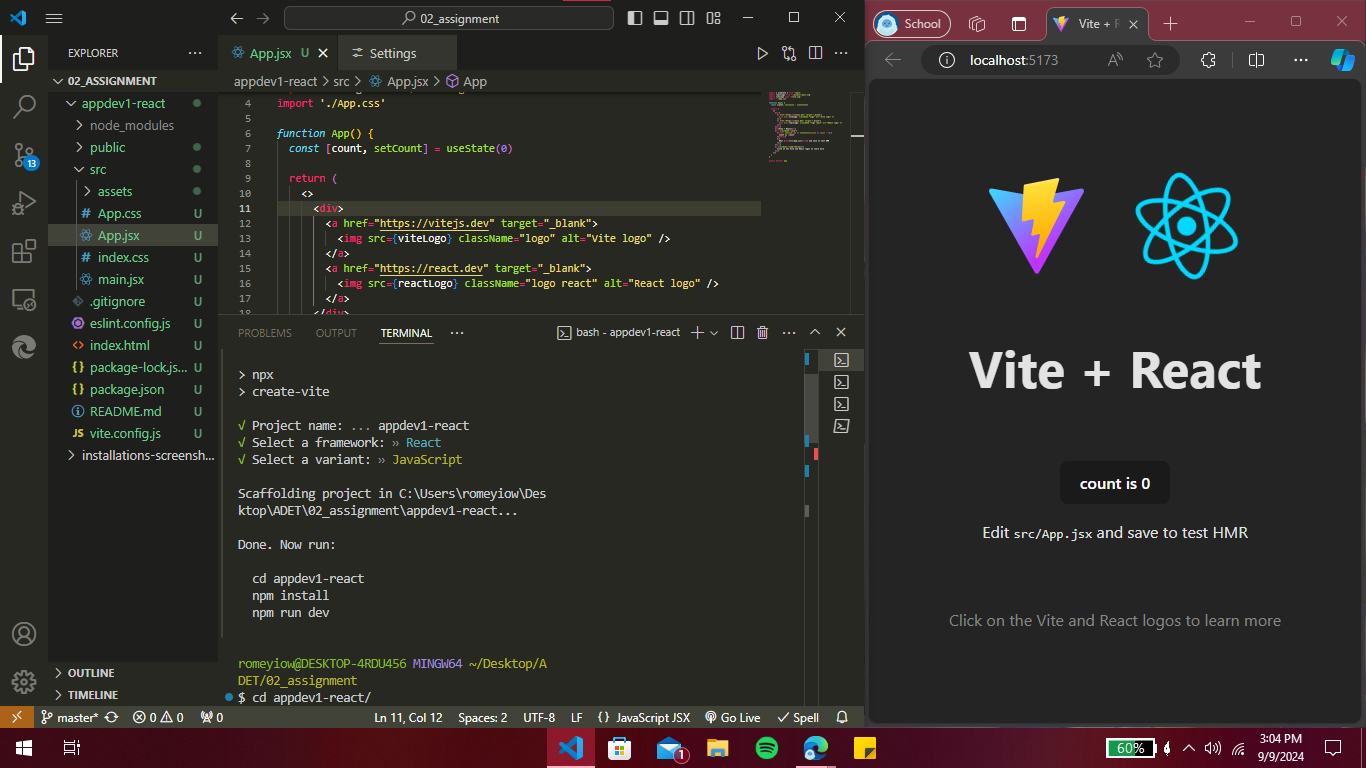 02_assignment
EXPLORER
02_ASSIGNMENT
appdev1-react
node_modules
public
src
assets
App.css U
App.jsx U
index.css U
main.jsx U
.gitignore U
eslint.config.js U
index.html U
package-lock.js... U
package.json U
README.md U
JS vite.config.js U
installations-screensh...
OUTLINE
TIMELINE
13
App.jsx U
Settings
appdev1-react > src > App.jsx > App
4 import './App.css'
5
6 function App() {
7 const [count, setCount] = useState(0)
8
9 return (
10 <>
11 <div>
12 <a href="https://vitejs.dev" target="_blank">
13 <img src={viteLogo} className="logo" alt="Vite logo" />
14 </a>
15 <a href="https://react.dev" target="_blank">
16 <img src={reactLogo} className="logo react" alt="React logo" />
17 </a>
18 </div>
PROBLEMS OUTPUT TERMINAL ... bash - appdev1-react
> npx
> create-vite
√ Project name: ... appdev1-react
√ Select a framework: » React
√ Select a variant: » JavaScript
Scaffolding project in C:\Users\romeyiow\Des
ktop\ADET\02_assignment\appdev1-react...
Done. Now run:
cd appdev1-react
npm install
npm run dev
romeyiow@DESKTOP-4RDU456 MINGW64 ~/Desktop/A
DET/02_assignment
$ cd appdev1-react/
master* 0 0 0 Ln 11, Col 12 Spaces: 2 UTF-8 LF {} JavaScript JSX Go Live Spell
School
Vite + R
localhost:5173
Vite + React
count is 0
Edit src/App.jsx and save to test HMR
Click on the Vite and React logos to learn more
1
60%
3:04 PM
9/9/2024